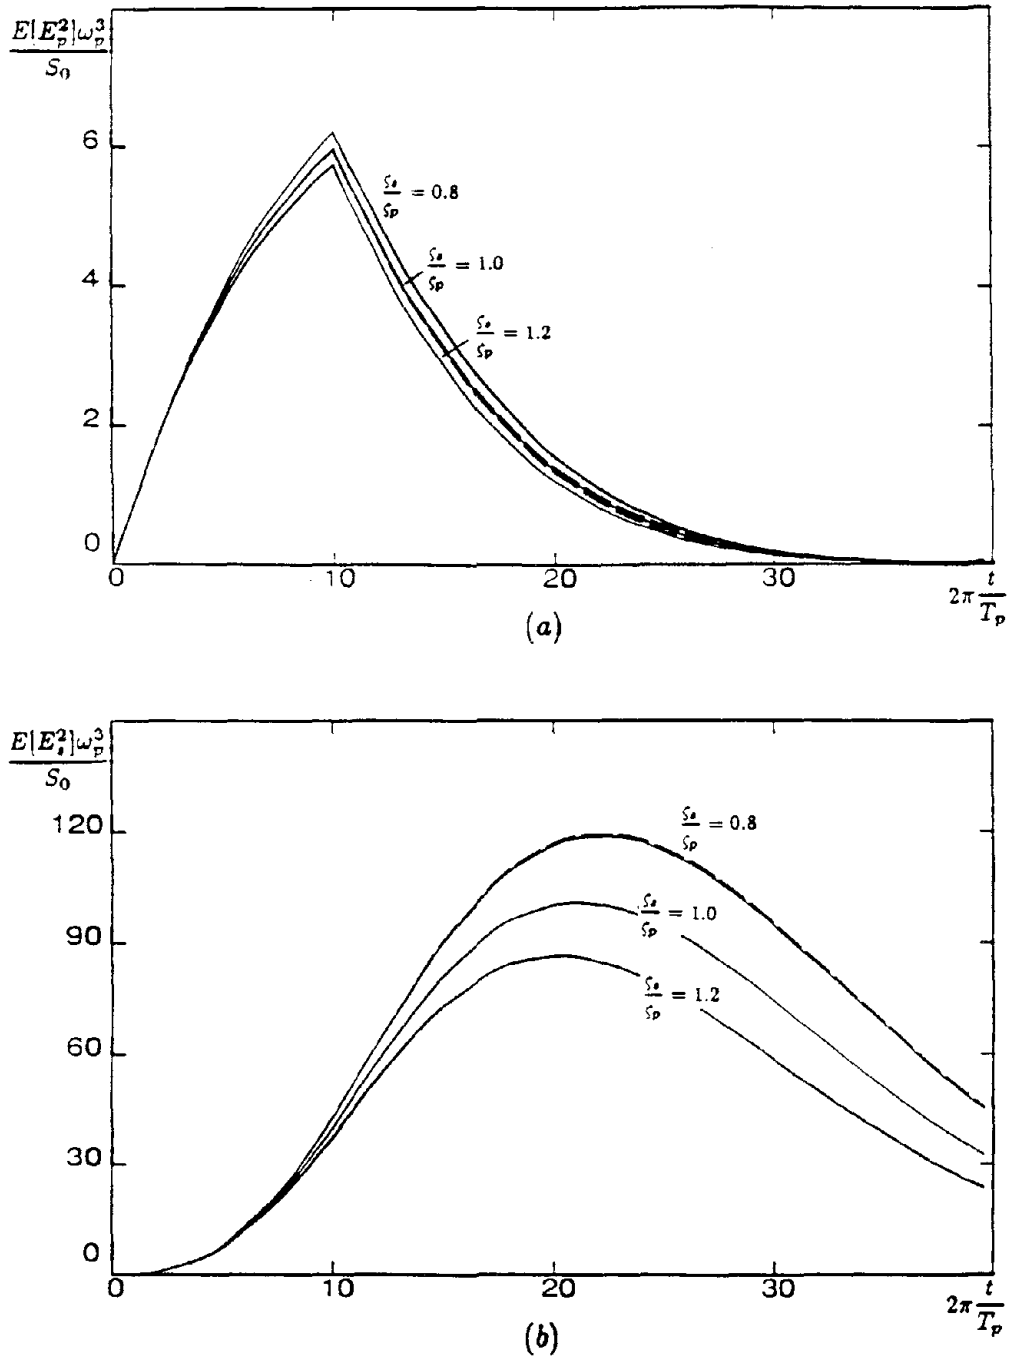 E[E_p^2]ω_p^3 / S_0
6
4
2
0
ζ_s/ζ_p = 0.8
ζ_s/ζ_p = 1.0
ζ_s/ζ_p = 1.2
0 10 20 30
2π t/T_p
(a)
E[E_s^2]ω_p^3 / S_0
120
90
60
30
0
ζ_s/ζ_p = 0.8
ζ_s/ζ_p = 1.0
ζ_s/ζ_p = 1.2
0 10 20 30
2π t/T_p
(b)